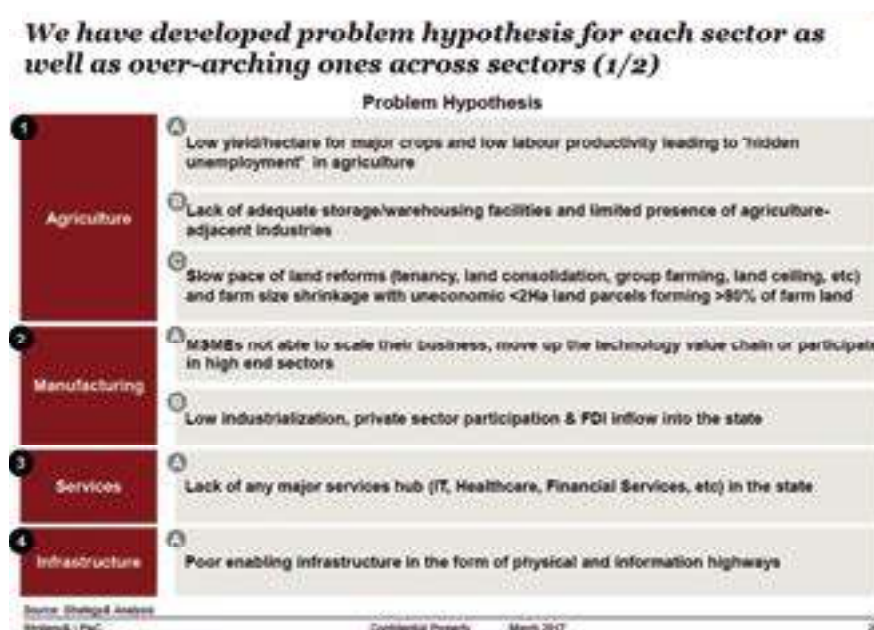 We have developed problem hypothesis for each sector as
well as over-arching ones across sectors (1/2)
Problem Hypothesis
1
Agriculture
A
Low yield/hectare for major crops and low labour productivity leading to "hidden
unemployment" in agriculture
B
Lack of adequate storage/warehousing facilities and limited presence of agriculture-
adjacent industries
C
Slow pace of land reforms (tenancy, land consolidation, group farming, land ceiling, etc)
and farm size shrinkage with uneconomic <2Ha land parcels forming >80% of farm land
2
Manufacturing
A
MSMEs not able to scale their business, move up the technology value chain or participate
in high end sectors
B
Low industrialization, private sector participation & FDI inflow into the state
3
Services
A
Lack of any major services hub (IT, Healthcare, Financial Services, etc) in the state
4
Infrastructure
A
Poor enabling infrastructure in the form of physical and information highways
Source: Strategy& Analysis
Strategy& | PwC
Confidential Property
March 2017